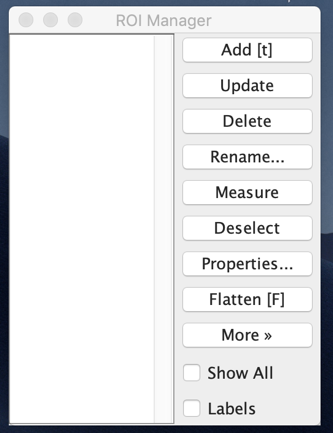 ROI Manager
Add [t]
Update
Delete
Rename...
Measure
Deselect
Properties...
Flatten [F]
More »
Show All
Labels